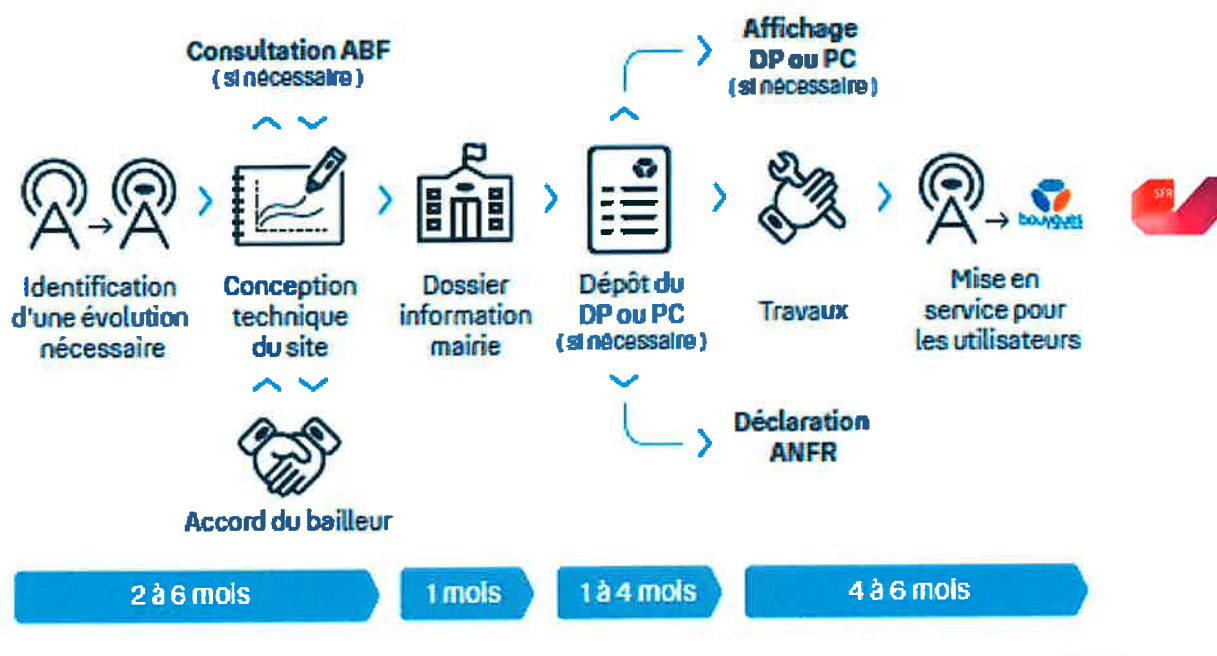 Consultation ABF
(si nécessaire)
Affichage
DP ou PC
(si nécessaire)
Identification
d'une évolution
nécessaire
Conception
technique
du site
Dossier
information
mairie
Dépôt du
DP ou PC
(si nécessaire)
Travaux
bouygues
SFR
Mise en
service pour
les utilisateurs
Accord du bailleur
Déclaration
ANFR
2 à 6 mois
1 mois
1 à 4 mois
4 à 6 mois